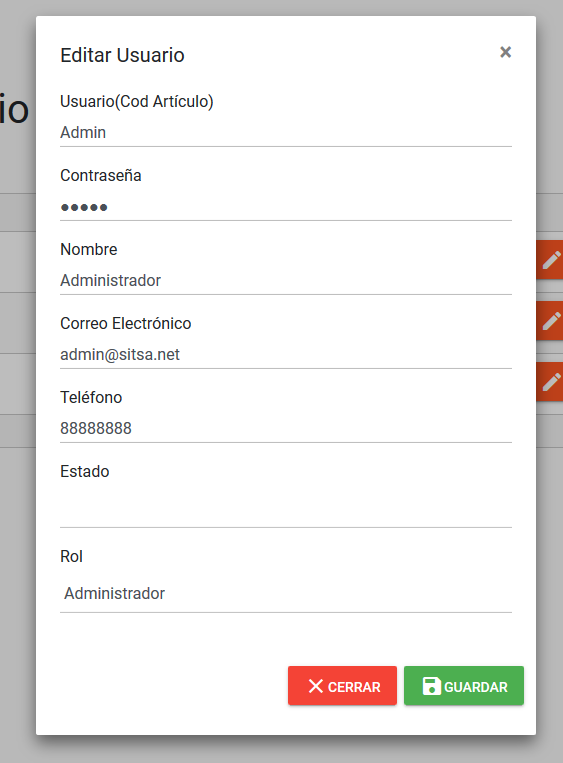 Editar Usuario
×
io
Usuario(Cod Artículo)
Admin
Contraseña
●●●●●
Nombre
Administrador
Correo Electrónico
admin@sitsa.net
Teléfono
88888888
Estado
Rol
Administrador
CERRAR
GUARDAR